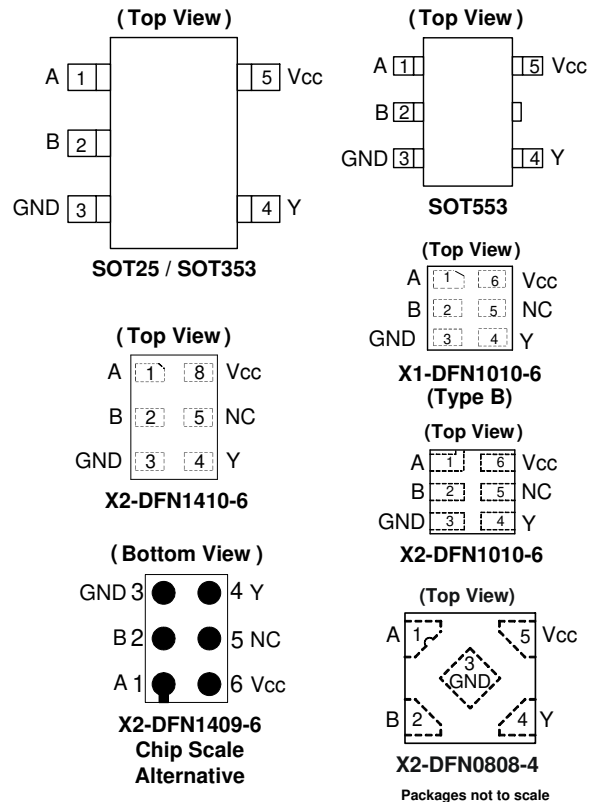 (Top View)
A 1 5 Vcc
B 2
GND 3 4 Y
SOT25 / SOT353
(Top View)
A 1 5 Vcc
B 2
GND 3 4 Y
SOT553
(Top View)
A 1 6 Vcc
B 2 5 NC
GND 3 4 Y
X1-DFN1010-6
(Type B)
(Top View)
A 1 8 Vcc
B 2 5 NC
GND 3 4 Y
X2-DFN1410-6
(Top View)
A 1 6 Vcc
B 2 5 NC
GND 3 4 Y
X2-DFN1010-6
(Bottom View)
GND 3 4 Y
B 2 5 NC
A 1 6 Vcc
X2-DFN1409-6
Chip Scale
Alternative
(Top View)
A 1 5 Vcc
3
GND
B 2 4 Y
X2-DFN0808-4
Packages not to scale